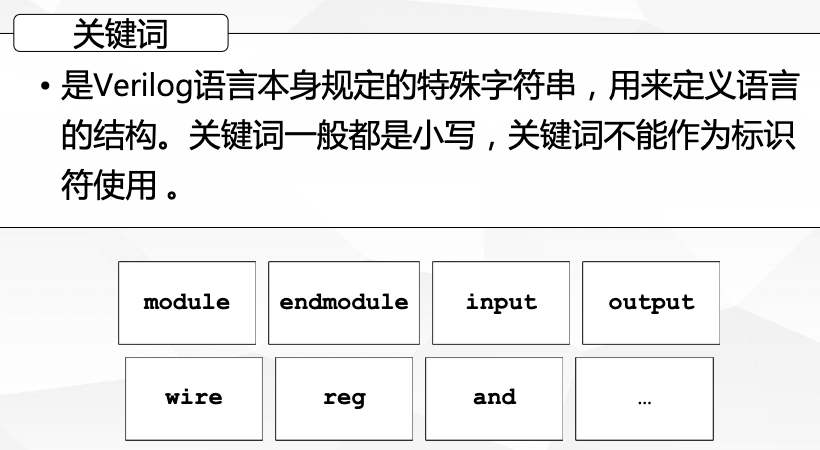 关键词
•是Verilog语言本身规定的特殊字符串，用来定义语言
的结构。关键词一般都是小写，关键词不能作为标识
符使用 。
module endmodule input output
wire reg and …